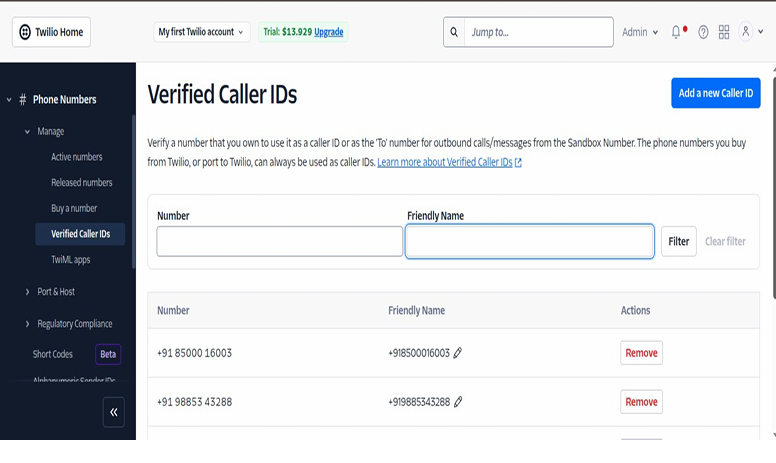 Twilio Home
My first Twilio account
Trial: $13.929 Upgrade
Jump to...
Admin
# Phone Numbers
Manage
Active numbers
Released numbers
Buy a number
Verified Caller IDs
TwiML apps
Port & Host
Regulatory Compliance
Short Codes Beta
Alphanumeric Sender IDs
Verified Caller IDs
Add a new Caller ID
Verify a number that you own to use it as a caller ID or as the 'To' number for outbound calls/messages from the Sandbox Number. The phone numbers you buy
from Twilio, or port to Twilio, can always be used as caller IDs. Learn more about Verified Caller IDs
Number Friendly Name
Filter Clear filter
Number Friendly Name Actions
+91 85000 16003 +918500016003 Remove
+91 98853 43288 +919885343288 Remove